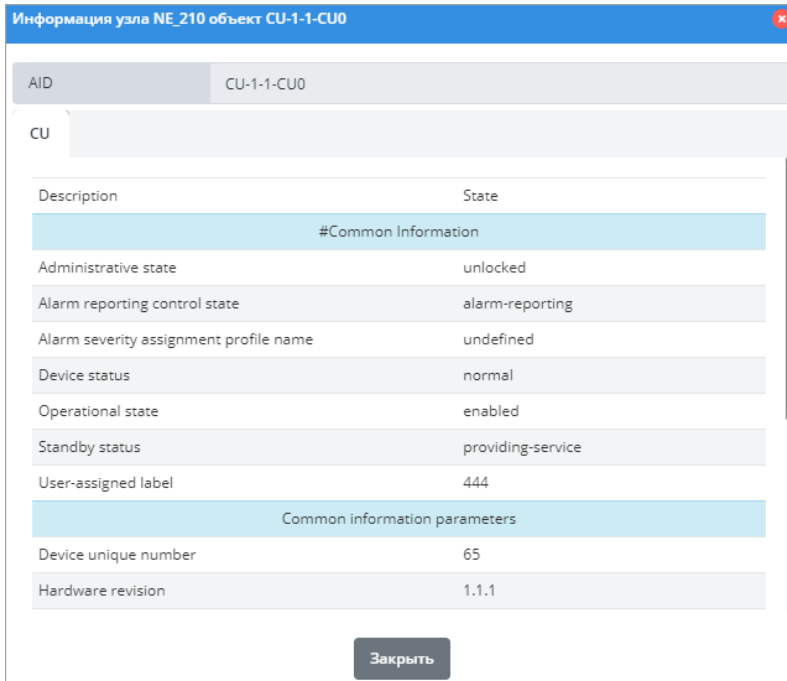 Информация узла NE_210 объект CU-1-1-CU0
AID CU-1-1-CU0
CU
Description State
#Common Information
Administrative state unlocked
Alarm reporting control state alarm-reporting
Alarm severity assignment profile name undefined
Device status normal
Operational state enabled
Standby status providing-service
User-assigned label 444
Common information parameters
Device unique number 65
Hardware revision 1.1.1
Закрыть